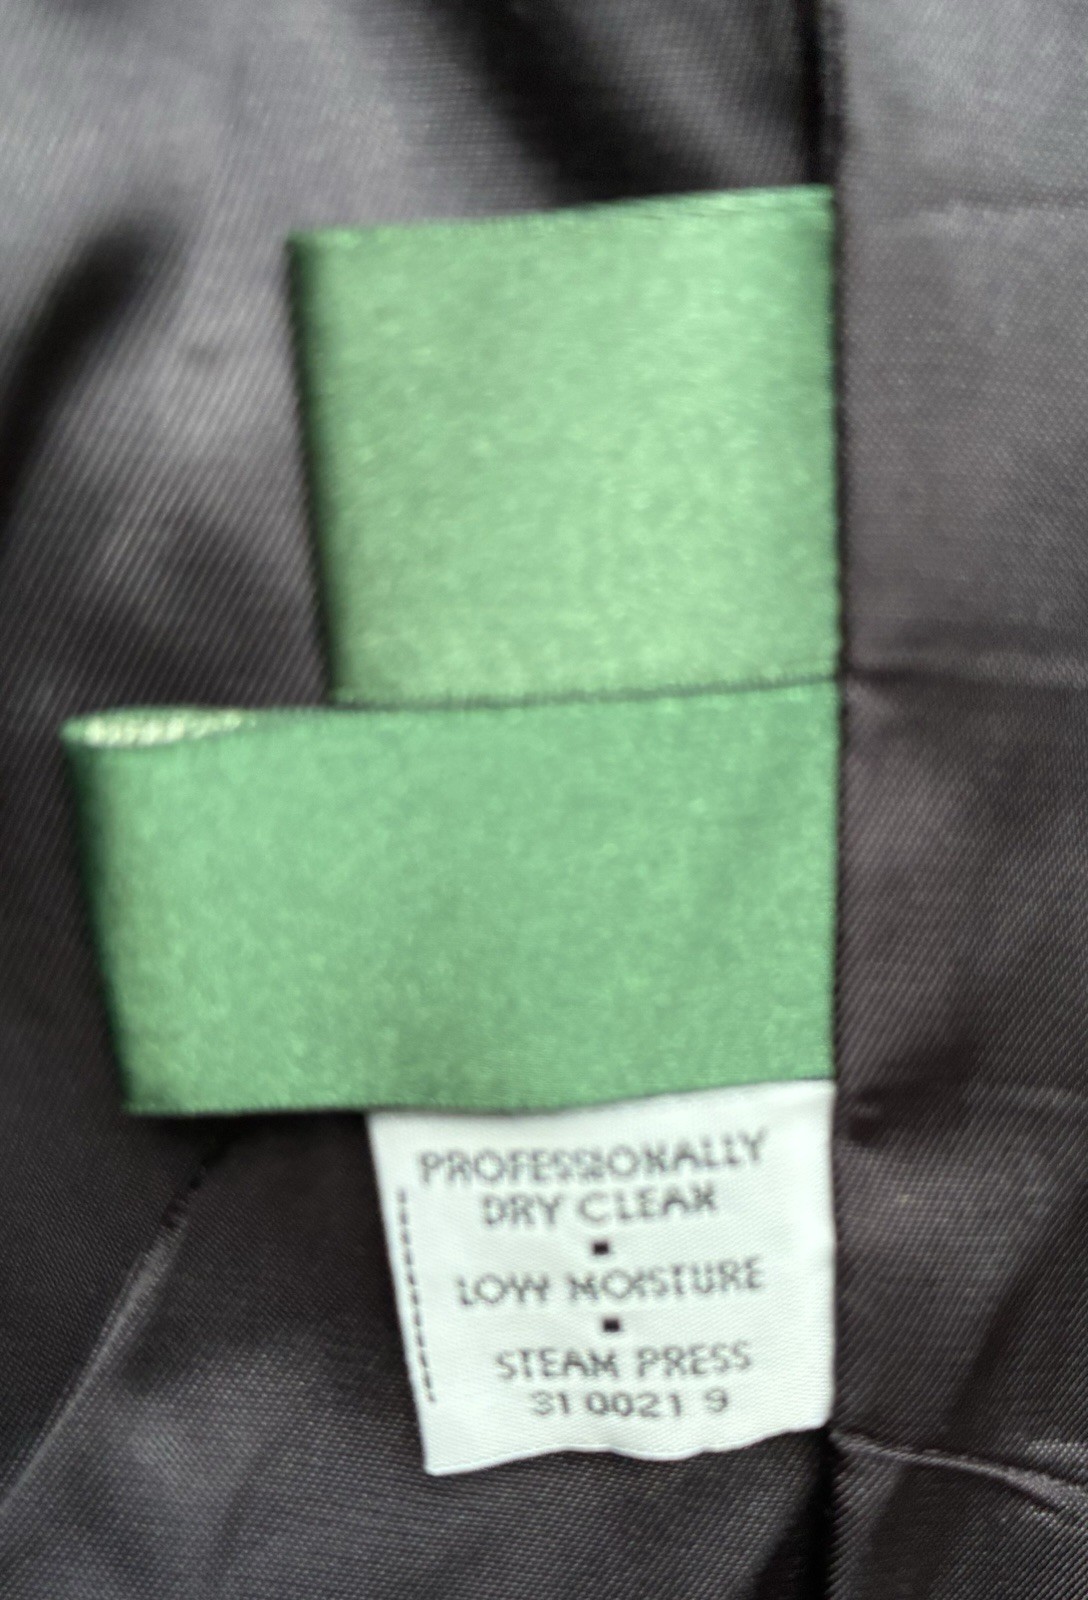 PROFESSIONALLY
DRY CLEAN
▪
LOW MOISTURE
▪
STEAM PRESS
31 0021 9